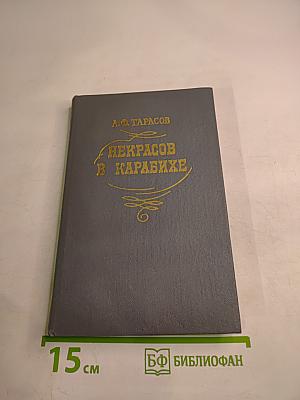 А.Ф. ТАРАСОВ
НЕКРАСОВ
В КАРАБИХЕ
15 см
БФ БИБЛИОФАН